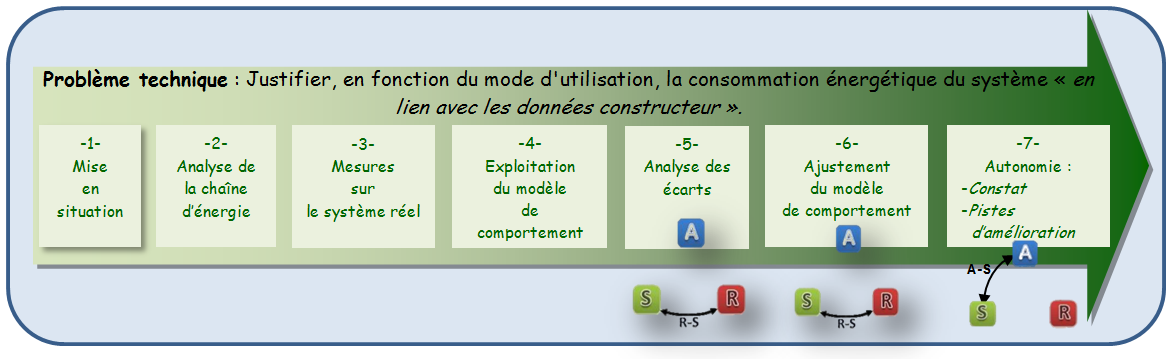 Problème technique : Justifier, en fonction du mode d'utilisation, la consommation énergétique du système « en
lien avec les données constructeur ».
-1-
Mise
en
situation
-2-
Analyse de
la chaîne
d'énergie
-3-
Mesures
sur
le système réel
-4-
Exploitation
du modèle
de
comportement
-5-
Analyse des
écarts
A
S
R
R-S
-6-
Ajustement
du modèle
de comportement
A
S
R
R-S
-7-
Autonomie :
-Constat
-Pistes
d'amélioration
A
A-S
S
R